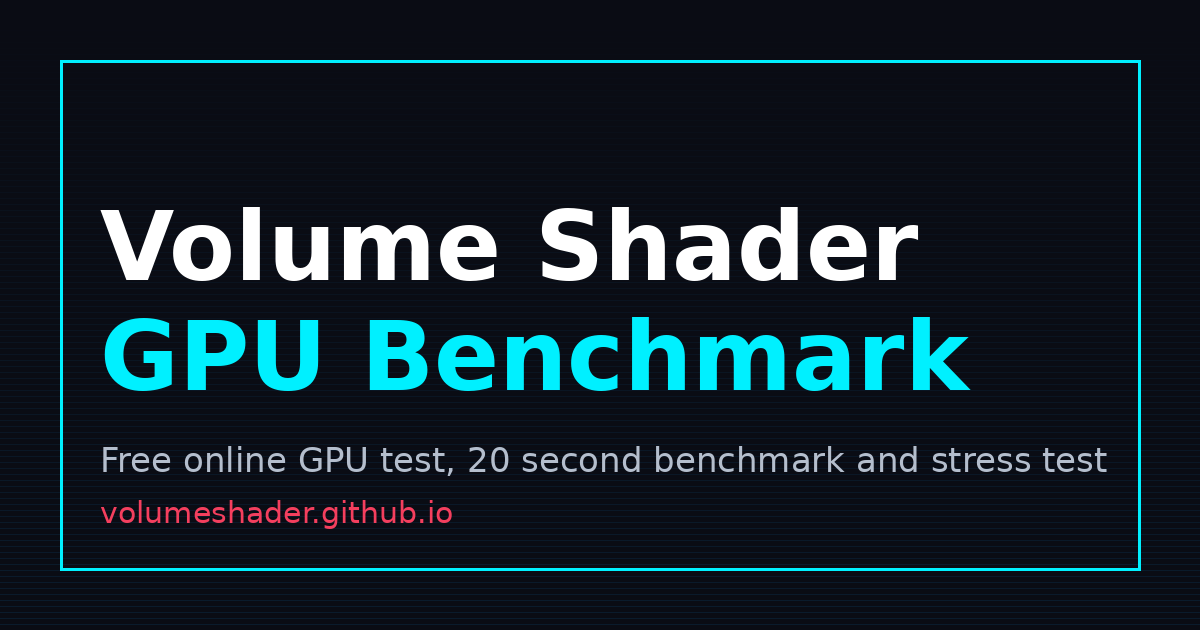 Volume Shader
GPU Benchmark
Free online GPU test, 20 second benchmark and stress test
volumeshader.github.io